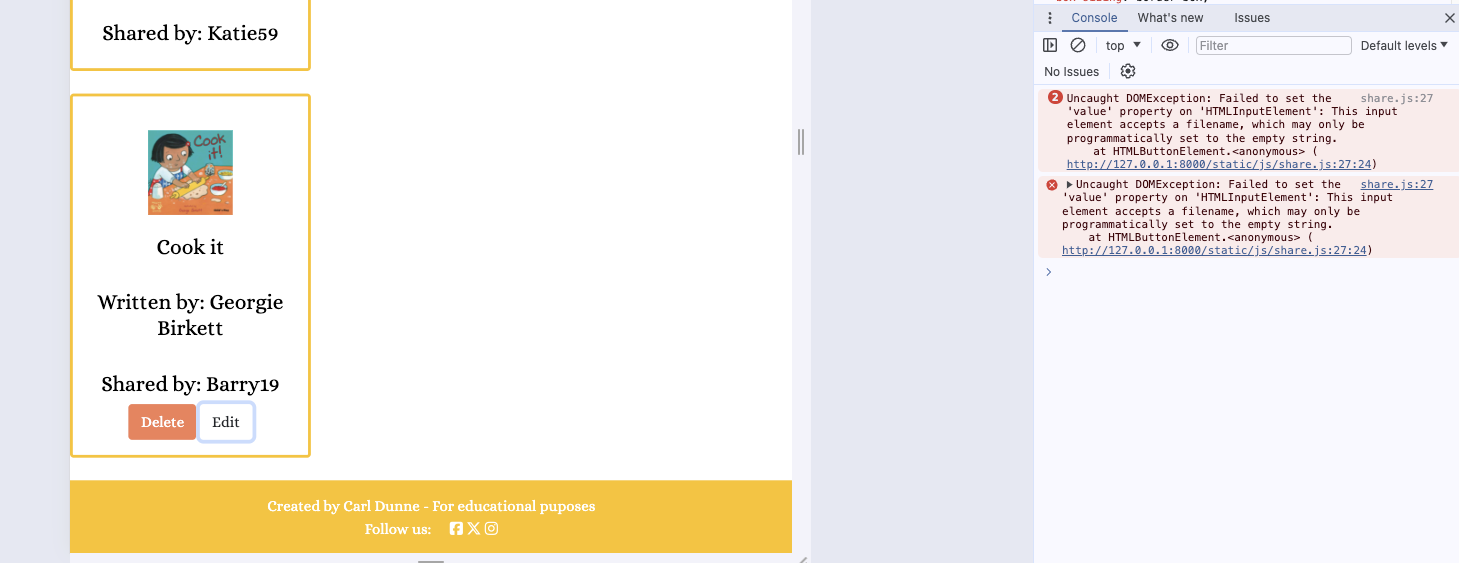 Shared by: Katie59
Cook
it!
Cook it
Written by: Georgie
Birkett
Shared by: Barry19
Delete
Edit
Created by Carl Dunne - For educational puposes
Follow us:
Console What's new Issues
top
Filter
Default levels
No Issues
2
Uncaught DOMException: Failed to set the share.js:27
'value' property on 'HTMLInputElement': This input
element accepts a filename, which may only be
programmatically set to the empty string.
at HTMLButtonElement.<anonymous> (
http://127.0.0.1:8000/static/js/share.js:27:24)
Uncaught DOMException: Failed to set the share.js:27
'value' property on 'HTMLInputElement': This input
element accepts a filename, which may only be
programmatically set to the empty string.
at HTMLButtonElement.<anonymous> (
http://127.0.0.1:8000/static/js/share.js:27:24)